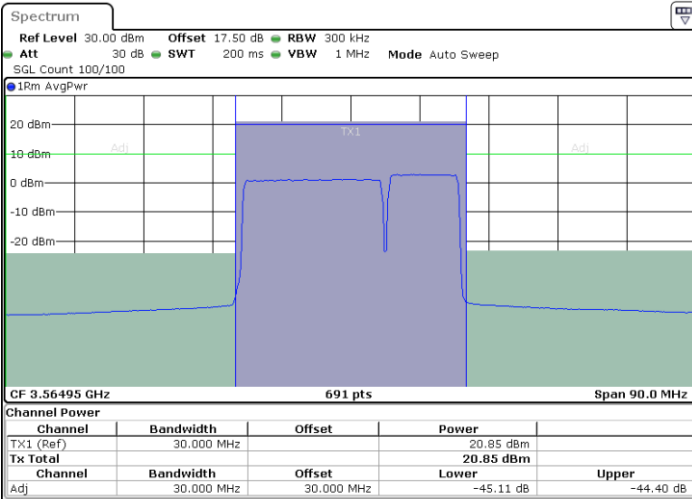 Spectrum
Ref Level 30.00 dBm Offset 17.50 dB RBW 300 kHz
Att 30 dB SWT 200 ms VBW 1 MHz Mode Auto Sweep
SGL Count 100/100
1Rm AvgPwr
20 dBm
TX1
Adj Adj
10 dBm
0 dBm
-10 dBm
-20 dBm
CF 3.56495 GHz 691 pts Span 90.0 MHz
Channel Power
Channel Bandwidth Offset Power
TX1 (Ref) 30.000 MHz 20.85 dBm
Tx Total 20.85 dBm
Channel Bandwidth Offset Lower Upper
Adj 30.000 MHz 30.000 MHz -45.11 dB -44.40 dB